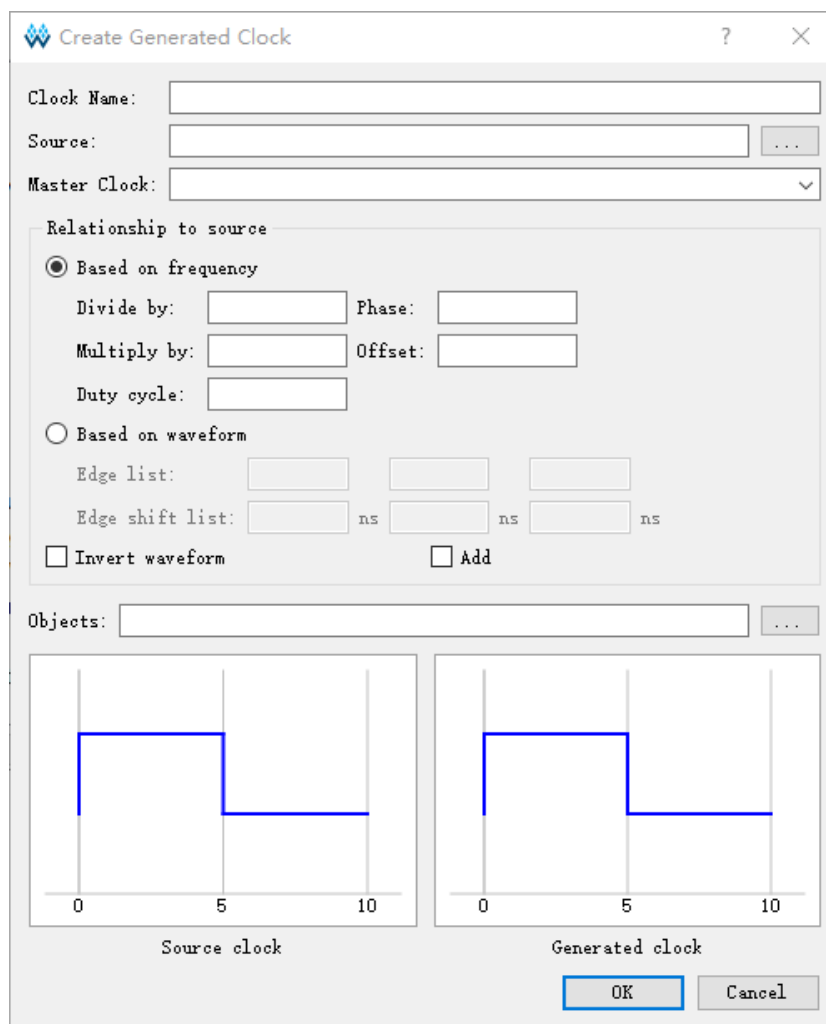 Create Generated Clock ?
Clock Name:
Source: ...
Master Clock:
Relationship to source
Based on frequency
Divide by: Phase:
Multiply by: Offset:
Duty cycle:
Based on waveform
Edge list:
Edge shift list: ns ns ns
Invert waveform Add
Objects: ...
0 5 10 0 5 10
Source clock Generated clock
OK Cancel